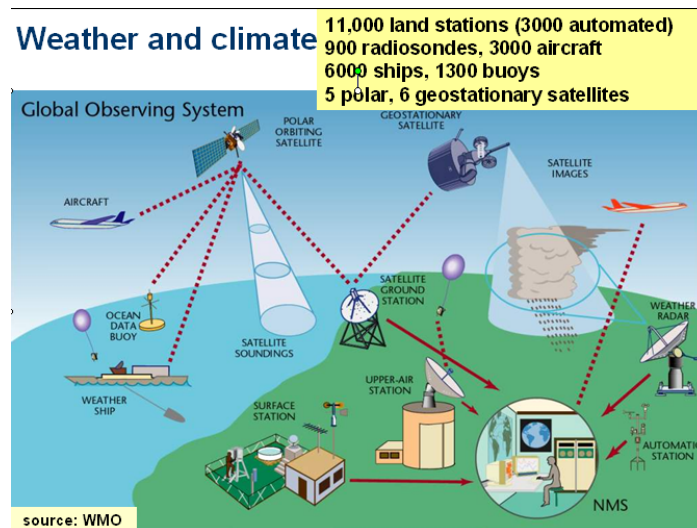 Weather and climate
11,000 land stations (3000 automated)
900 radiosondes, 3000 aircraft
6000 ships, 1300 buoys
5 polar, 6 geostationary satellites
Global Observing System
POLAR
ORBITING
SATELLITE
GEOSTATIONARY
SATELLITE
SATELLITE
IMAGES
AIRCRAFT
OCEAN
DATA
BUOY
SATELLITE
SOUNDINGS
SATELLITE
GROUND
STATION
WEATHER
RADAR
WEATHER
SHIP
SURFACE
STATION
UPPER-AIR
STATION
AUTOMATIC
STATION
NMS
source: WMO